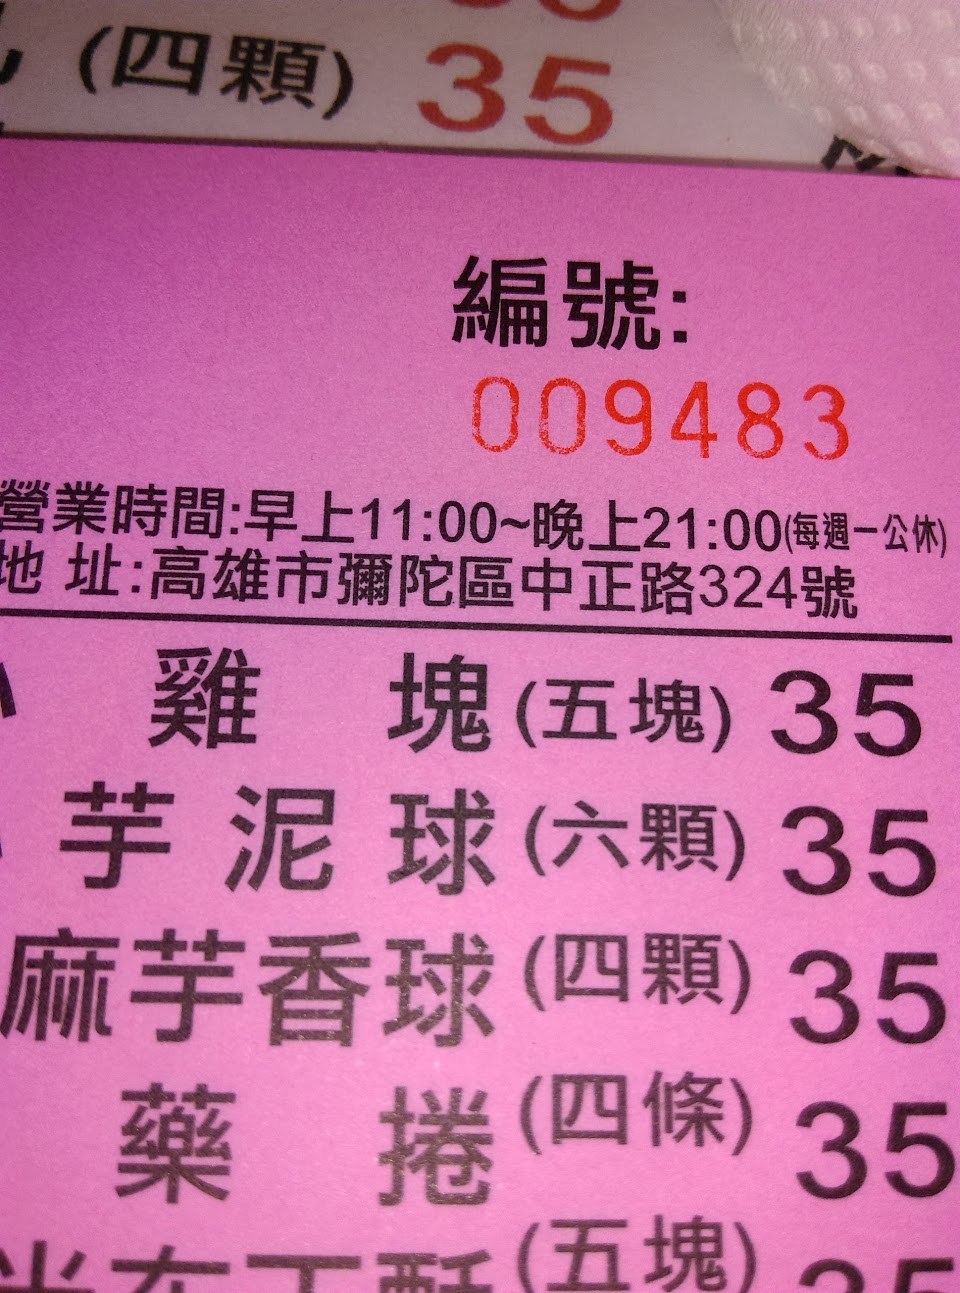 (四顆) 35
編號:
009483
營業時間:早上11:00~晚上21:00(每週一公休)
地 址:高雄市彌陀區中正路324號
雞 塊 (五塊) 35
芋 泥 球 (六顆) 35
麻芋香球 (四顆) 35
藥 捲 (四條) 35
(五塊) 35